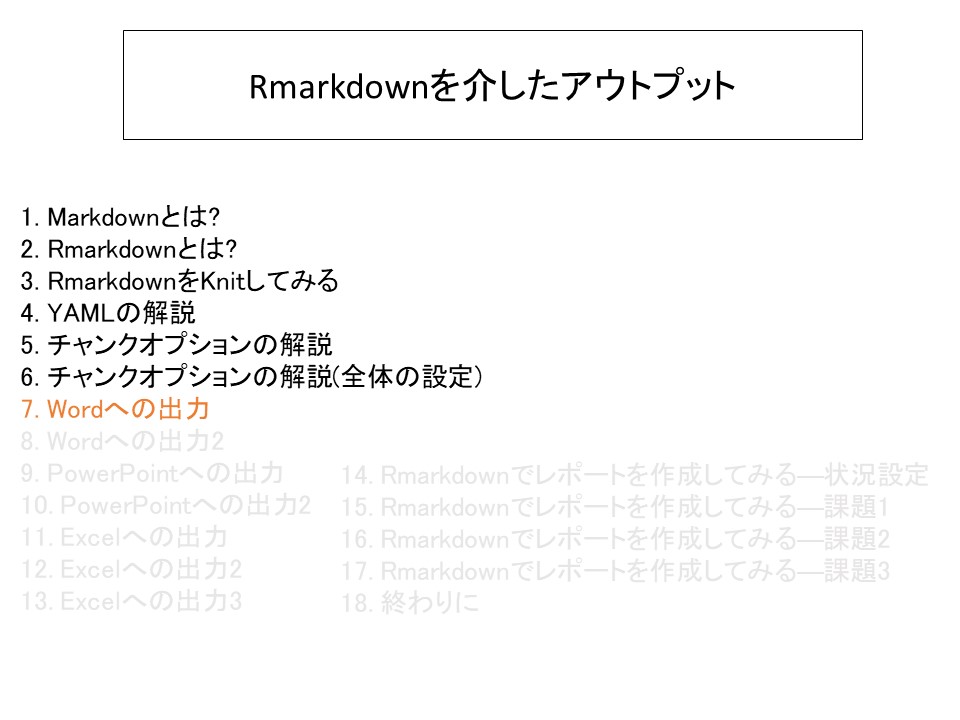 Rmarkdownを介したアウトプット
1. Markdownとは?
2. Rmarkdownとは?
3. RmarkdownをKnitしてみる
4. YAMLの解説
5. チャンクオプションの解説
6. チャンクオプションの解説(全体の設定)
7. Wordへの出力
8. Wordへの出力2
9. PowerPointへの出力
10. PowerPointへの出力2
11. Excelへの出力
12. Excelへの出力2
13. Excelへの出力3
14. Rmarkdownでレポートを作成してみる―状況設定
15. Rmarkdownでレポートを作成してみる―課題1
16. Rmarkdownでレポートを作成してみる―課題2
17. Rmarkdownでレポートを作成してみる―課題3
18. 終わりに